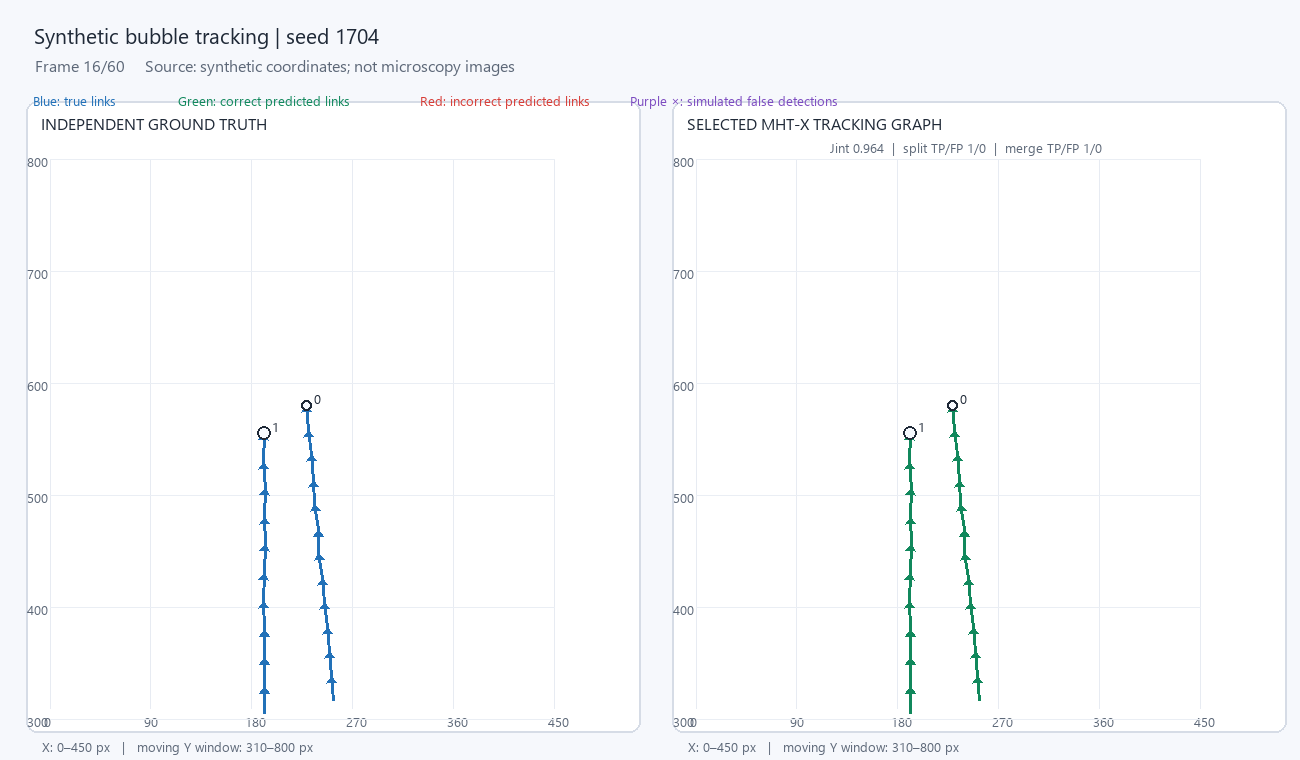 Synthetic bubble tracking | seed 1704
Frame 16/60 Source: synthetic coordinates; not microscopy images
Blue: true links Green: correct predicted links Red: incorrect predicted links Purple ×: simulated false detections
INDEPENDENT GROUND TRUTH
800
700
600
500
400
300
0 90 180 270 360 450
0
1
X: 0–450 px | moving Y window: 310–800 px
SELECTED MHT-X TRACKING GRAPH
Jint 0.964 | split TP/FP 1/0 | merge TP/FP 1/0
800
700
600
500
400
300
0 90 180 270 360 450
0
1
X: 0–450 px | moving Y window: 310–800 px